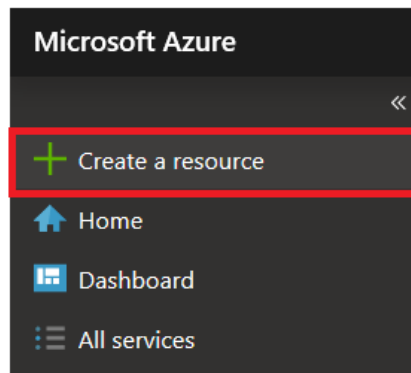 Microsoft Azure
«
Create a resource
Home
Dashboard
All services